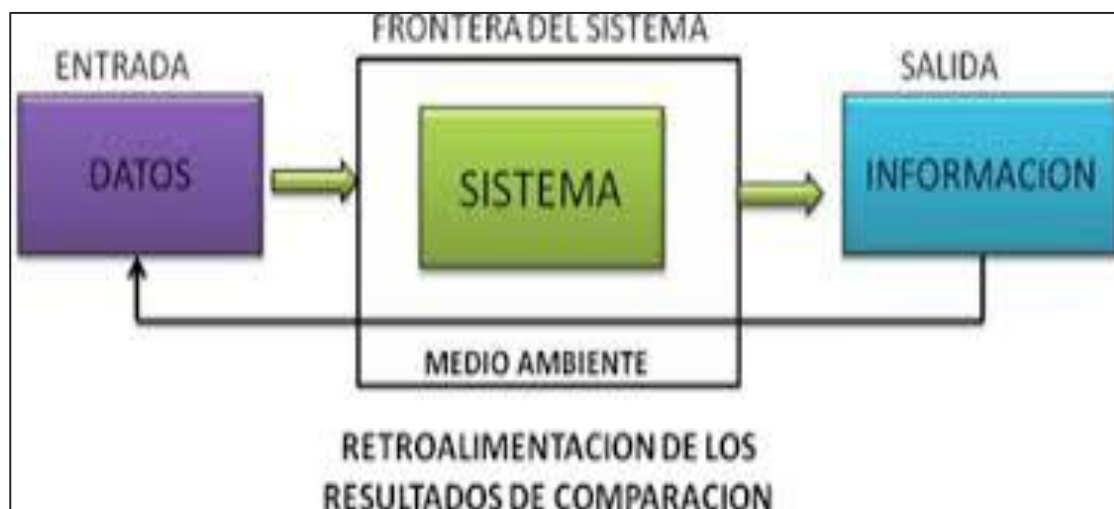 FRONTERA DEL SISTEMA
ENTRADA
SALIDA
DATOS
SISTEMA
INFORMACION
MEDIO AMBIENTE
RETROALIMENTACION DE LOS
RESULTADOS DE COMPARACION